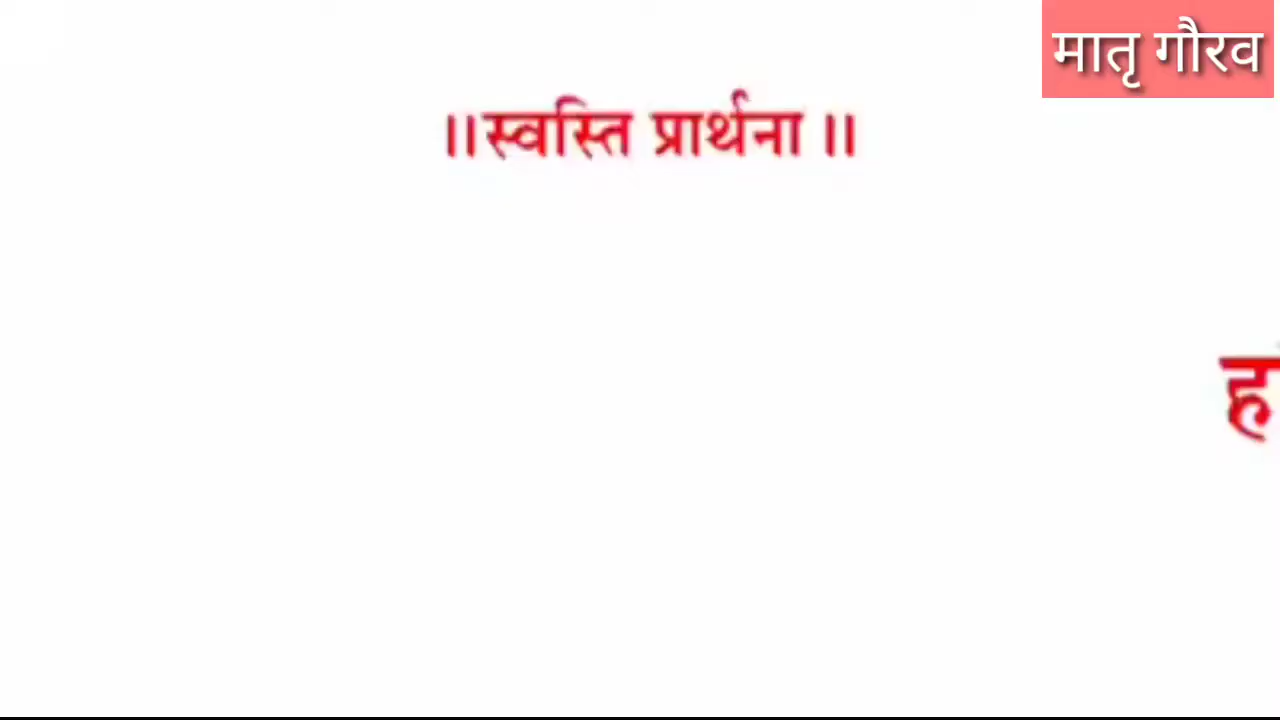 मातृ गौरव
।।स्वस्ति प्रार्थना ।।